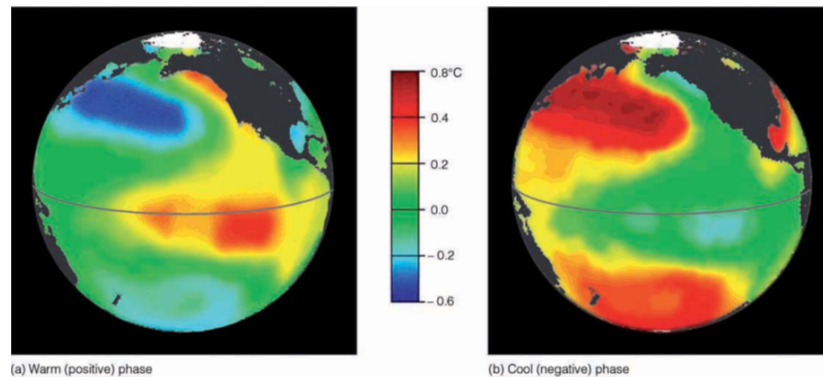 0.8°C
0.4
0.2
0.0
-0.2
-0.6
(a) Warm (positive) phase
(b) Cool (negative) phase